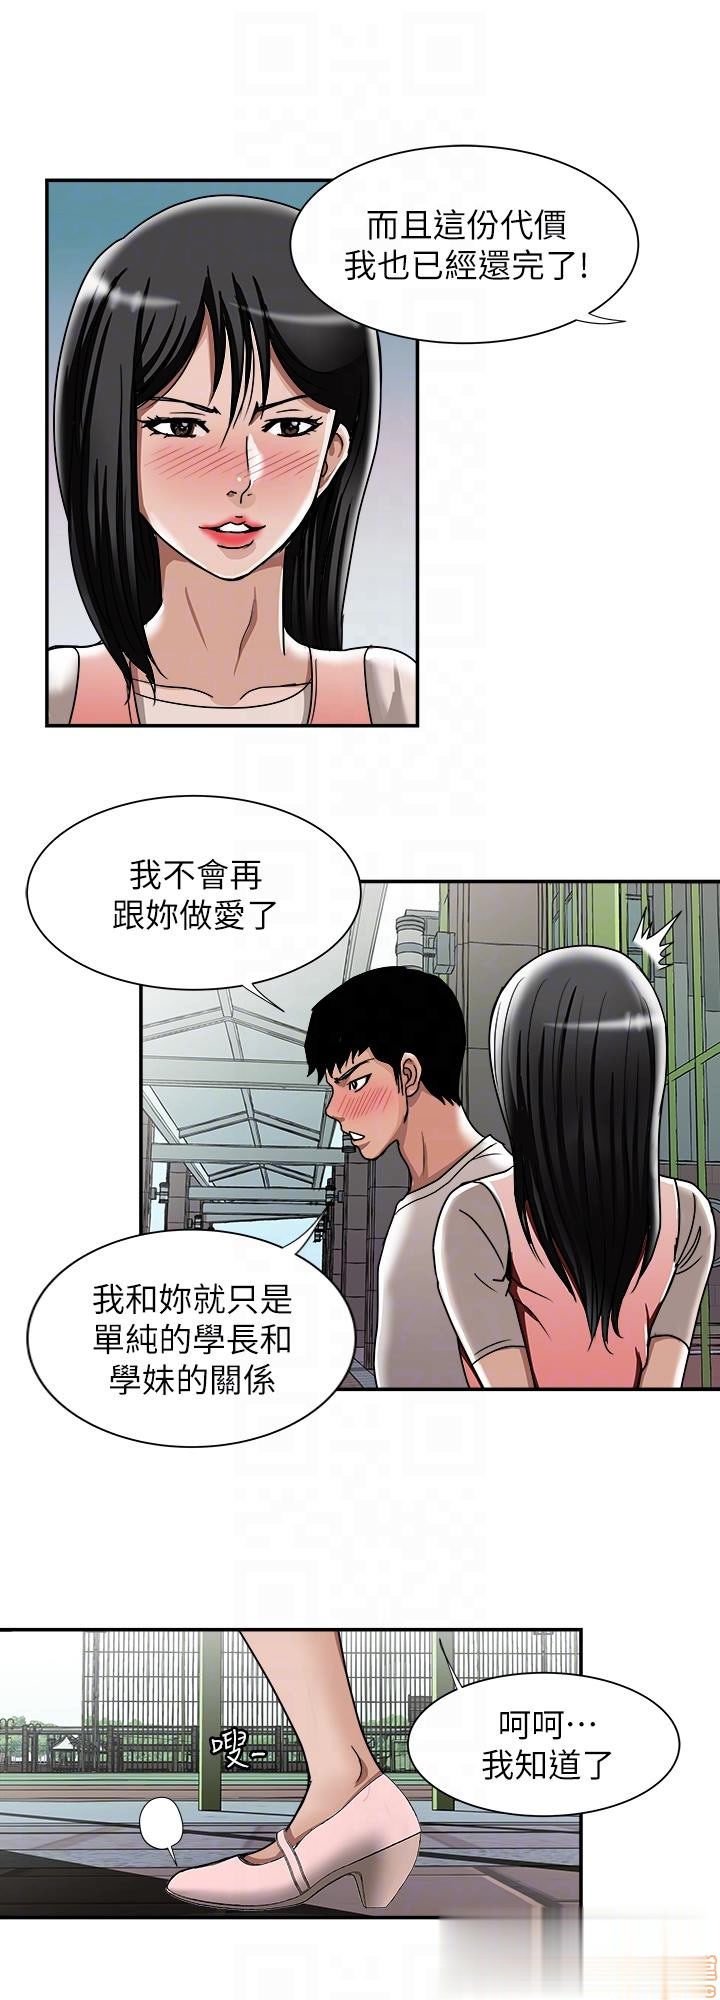 而且這份代價
我也已經還完了!
我不會再
跟妳做愛了
我和妳就只是
單純的學長和
學妹的關係
嗖-
呵呵…
我知道了